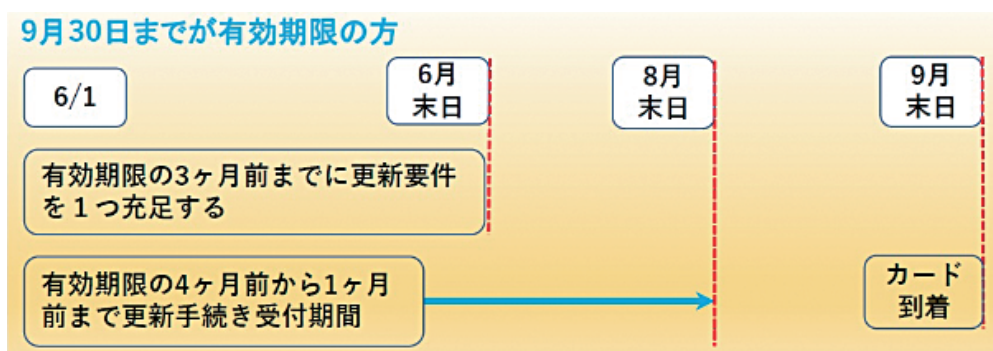 9月30日までが有効期限の方
6/1
6月
末日
8月
末日
9月
末日
有効期限の3ヶ月前までに更新要件
を1つ充足する
有効期限の4ヶ月前から1ヶ月
前まで更新手続き受付期間
カード
到着